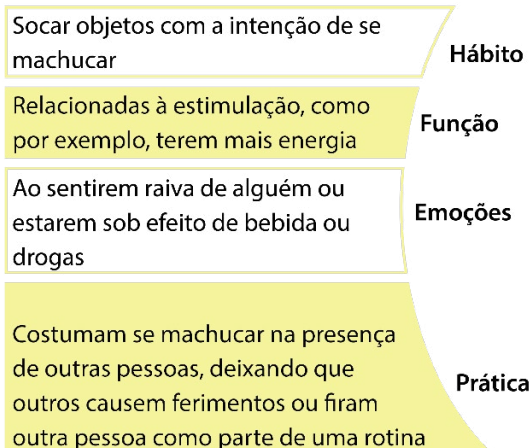 Socar objetos com a intenção de se
machucar
Hábito
Relacionadas à estimulação, como
por exemplo, terem mais energia
Função
Ao sentirem raiva de alguém ou
estarem sob efeito de bebida ou
drogas
Emoções
Costumam se machucar na presença
de outras pessoas, deixando que
outros causem ferimentos ou firam
outra pessoa como parte de uma rotina
Prática